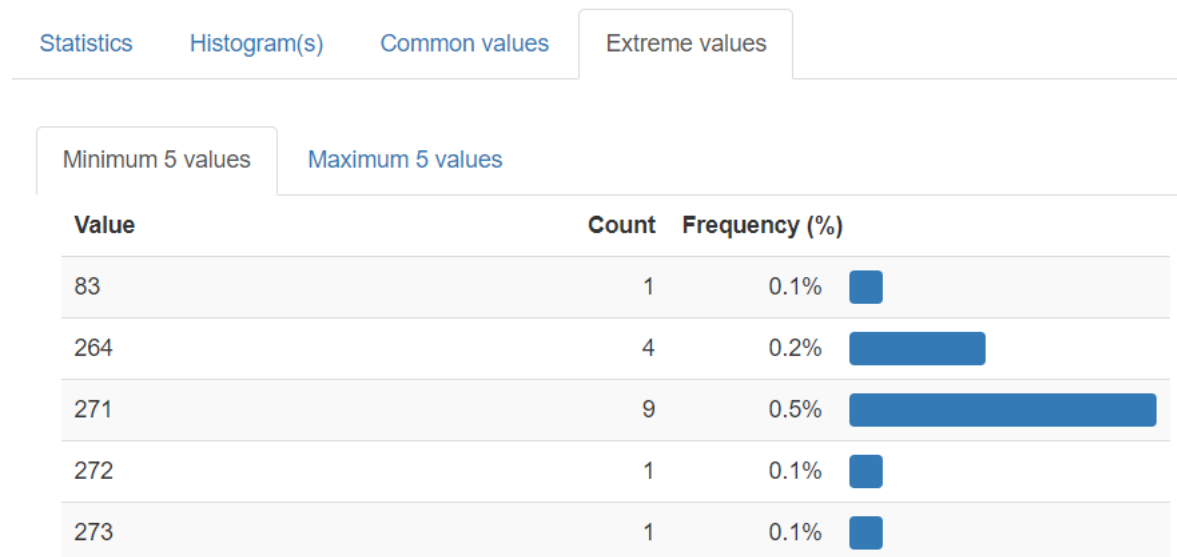 Statistics Histogram(s) Common values Extreme values
Minimum 5 values Maximum 5 values
Value Count Frequency (%)
83 1 0.1%
264 4 0.2%
271 9 0.5%
272 1 0.1%
273 1 0.1%